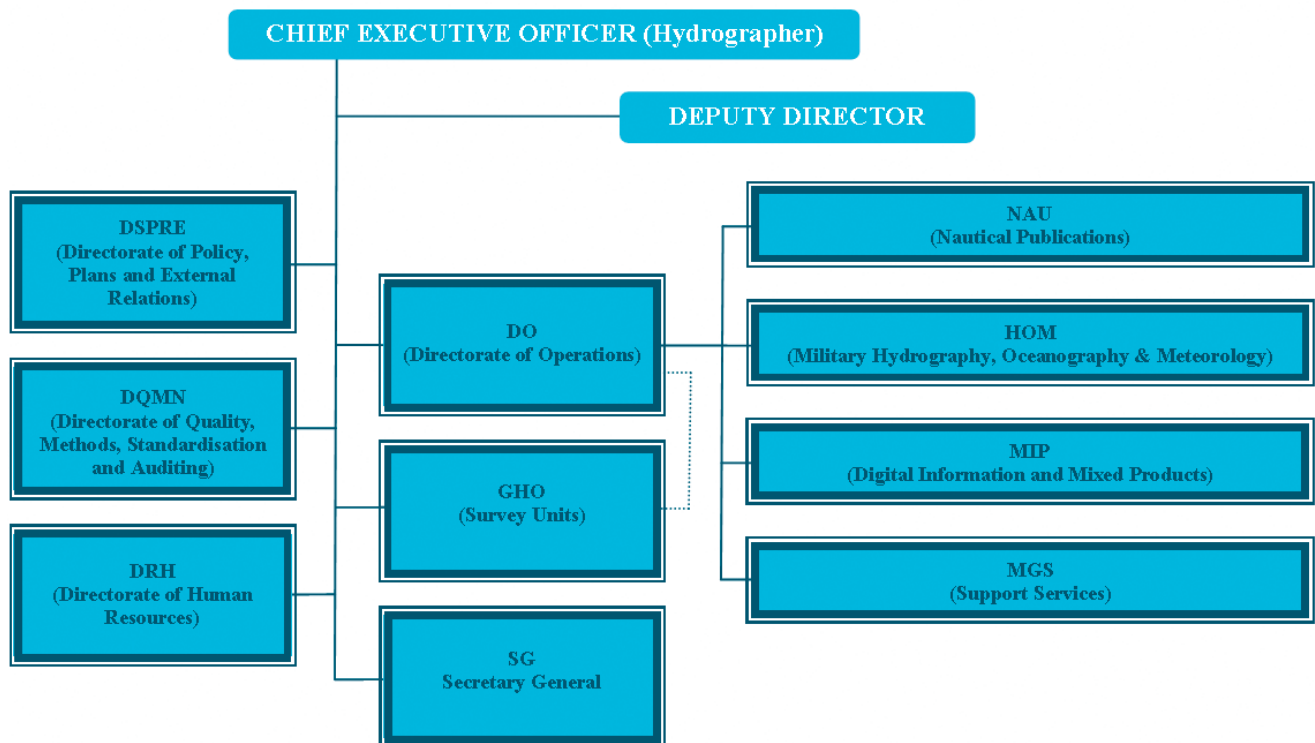 CHIEF EXECUTIVE OFFICER (Hydrographer)
DEPUTY DIRECTOR
DSPRE
(Directorate of Policy,
Plans and External
Relations)
DQMN
(Directorate of Quality,
Methods, Standardisation
and Auditing)
DRH
(Directorate of Human
Resources)
DO
(Directorate of Operations)
GHO
(Survey Units)
SG
Secretary General
NAU
(Nautical Publications)
HOM
(Military Hydrography, Oceanography & Meteorology)
MIP
(Digital Information and Mixed Products)
MGS
(Support Services)